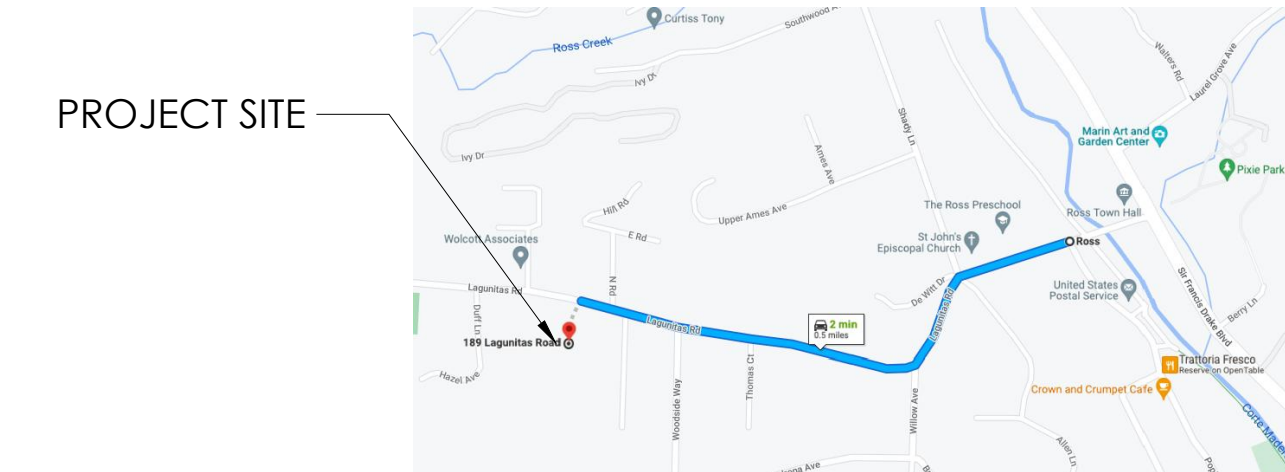 PROJECT SITE
Curtiss Tony
Southwood
Ross Creek
Walters Rd
Laurel Grove Ave
Ivy Dr
Shady Ln
Marin Art and
Garden Center
Ames Ave
Ivy Dr
Pixie Park
Hill Rd
The Ross Preschool
Ross Town Hall
Upper Ames Ave
E Rd
Wolcott Associates
St John's
Episcopal Church
Ross
N Rd
De Witt Dr
United States
Postal Service
Sir Francis Drake Blvd
Lagunitas Rd
Duff Ln
Lagunitas Rd
Lagunitas Rd
Berry Ln
2 min
0.5 miles
189 Lagunitas Road
Thomas Ct
Trattoria Fresco
Reserve on OpenTable
Hazel Ave
Woodside Way
Willow Ave
Crown and Crumpet Cafe
Corte Made
Allen Ln
Ave